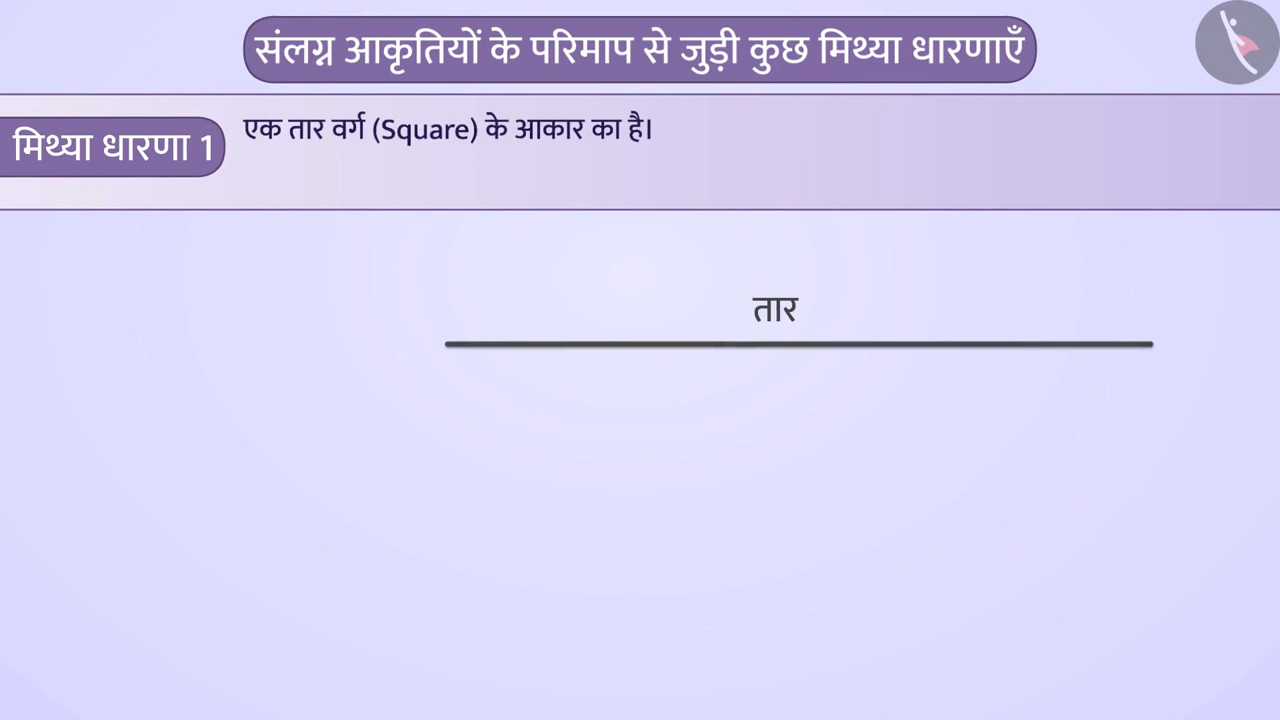 संलग्न आकृतियों के परिमाप से जुड़ी कुछ मिथ्या धारणाएँ
मिथ्या धारणा 1
एक तार वर्ग (Square) के आकार का है।
तार